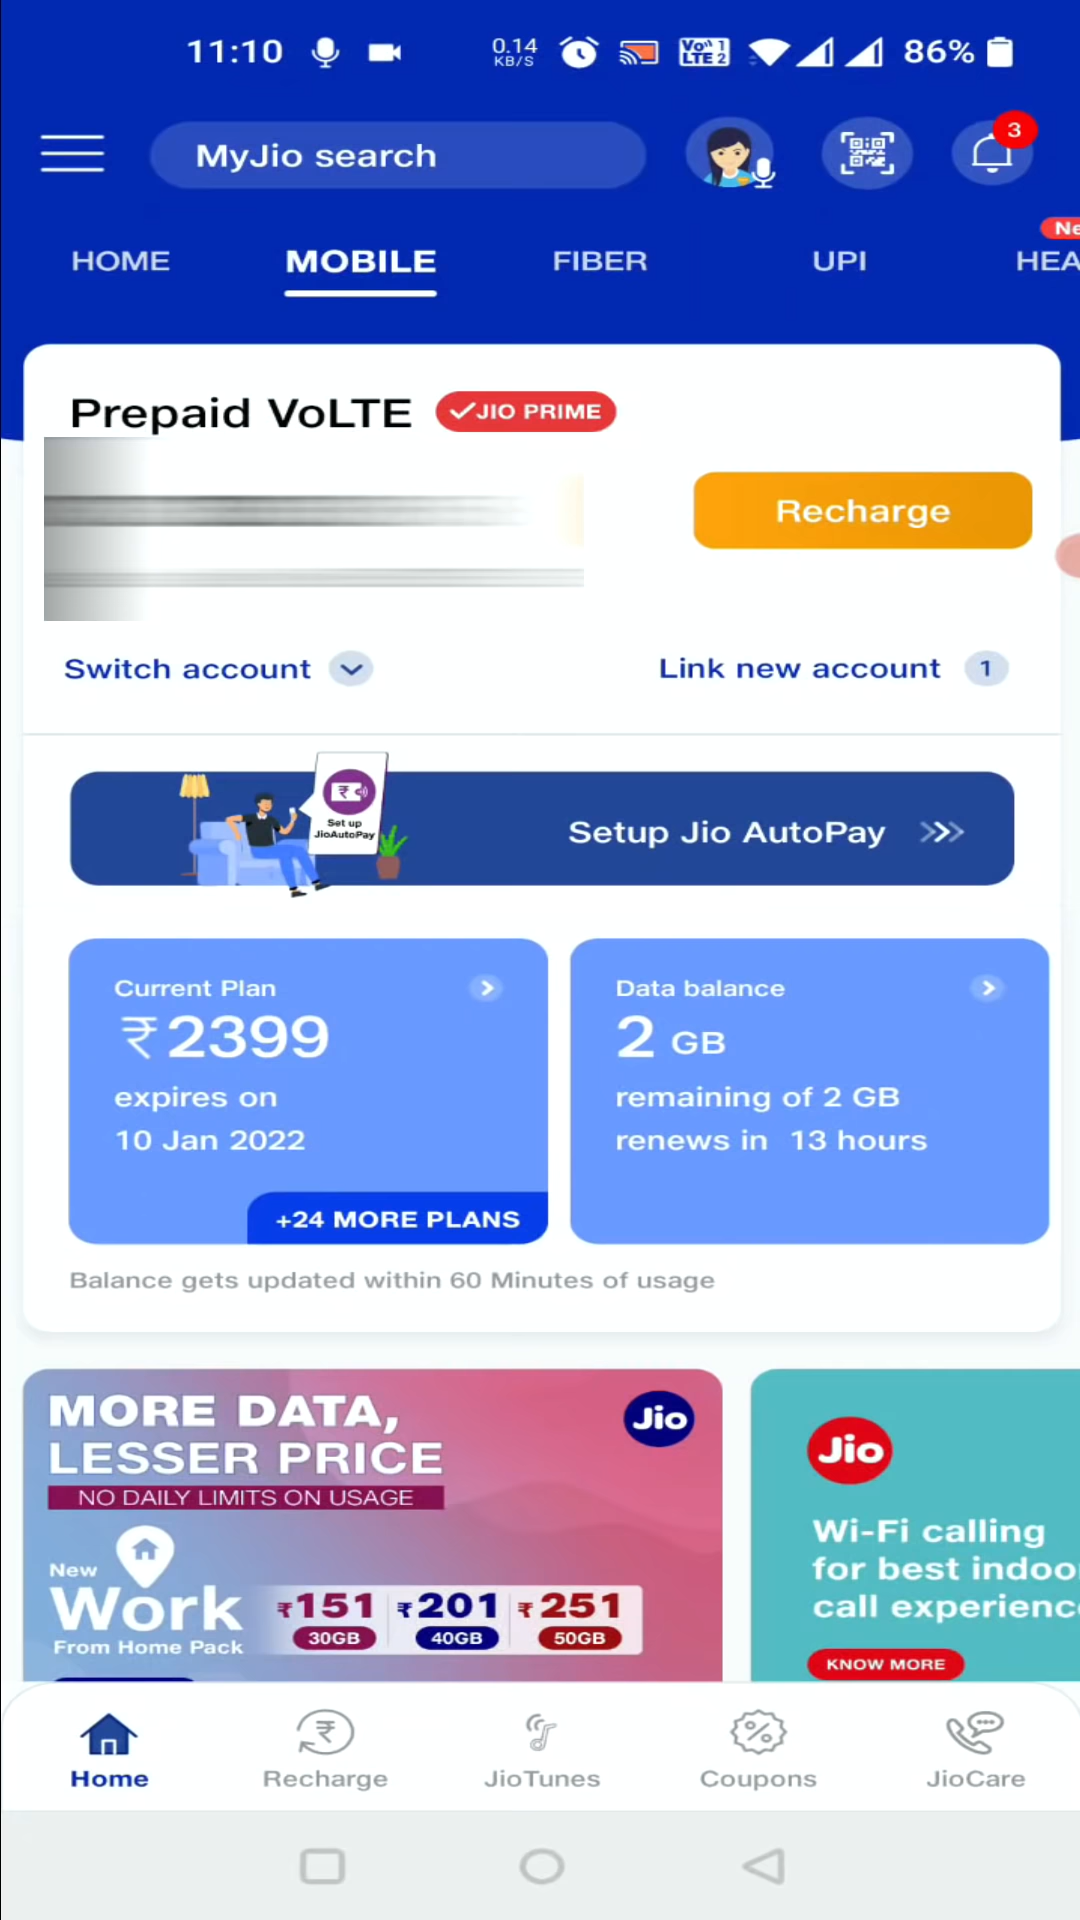 11:10
0.14
KB/S
Vo 1
LTE 2
86%
MyJio search
3
HOME
MOBILE
FIBER
UPI
Ne
HEA
Prepaid VoLTE
JIO PRIME
Recharge
Switch account
Link new account
1
Set up
JioAutoPay
Setup Jio AutoPay
Current Plan
₹2399
expires on
10 Jan 2022
+24 MORE PLANS
Data balance
2 GB
remaining of 2 GB
renews in 13 hours
Balance gets updated within 60 Minutes of usage
MORE DATA,
LESSER PRICE
NO DAILY LIMITS ON USAGE
Jio
New
Work
From Home Pack
₹151
30GB
₹201
40GB
₹251
50GB
Jio
Wi-Fi calling
for best indoo
call experienc
KNOW MORE
Home
Recharge
JioTunes
Coupons
JioCare